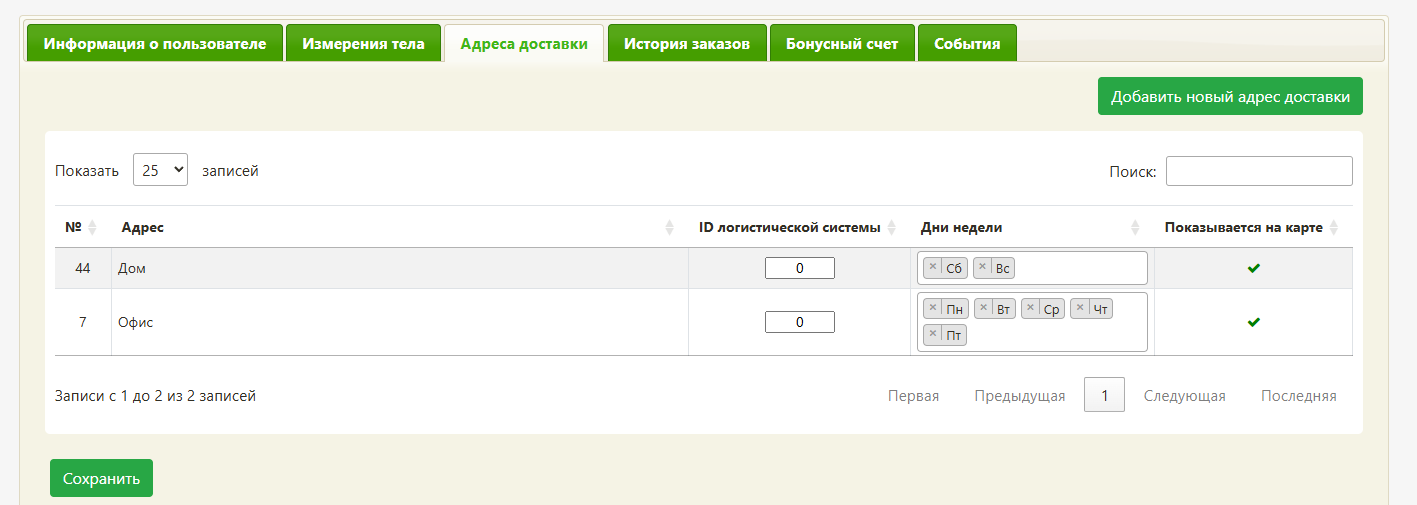 Информация о пользователе Измерения тела Адреса доставки История заказов Бонусный счет События
Добавить новый адрес доставки
Показать 25 записей Поиск:
№ Адрес ID логистической системы Дни недели Показывается на карте
44 Дом 0 × Сб × Вс
7 Офис 0 × Пн × Вт × Ср × Чт
× Пт
Записи с 1 до 2 из 2 записей Первая Предыдущая 1 Следующая Последняя
Сохранить